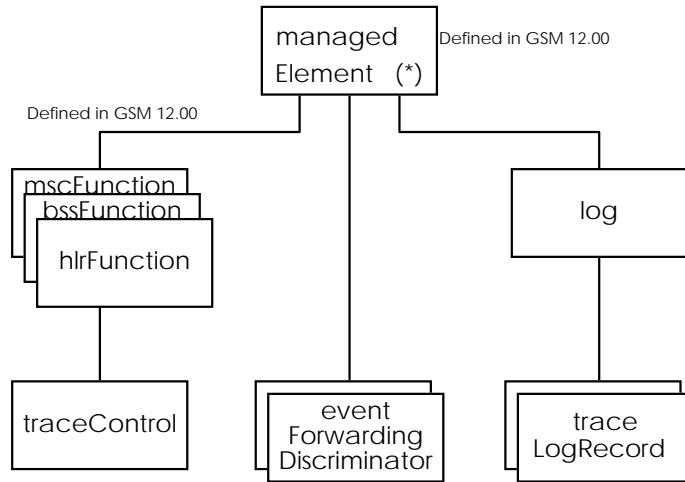 managed
Element (*)
Defined in GSM 12.00
Defined in GSM 12.00
mscFunction
bssFunction
hlrFunction
log
traceControl
event
Forwarding
Discriminator
trace
LogRecord